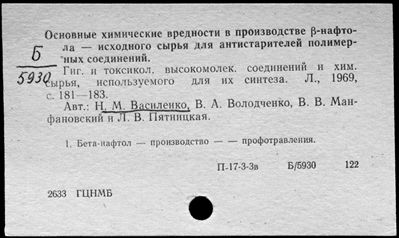 Основные химические вредности в производстве β-нафто-
ла — исходного сырья для антистарителей полимер-
ных соединений.
Б
5930
Гиг. и токсикол. высокомолек. соединений и хим.
сырья, используемого для их синтеза. Л., 1969,
с. 181—183.
Авт.: Н. М. Василенко, В. А. Володченко, В. В. Ман-
фановский и Л. В. Пятницкая.
1. Бета-нафтол — производство — — профотравления.
П-17-3-3в Б/5930 122
2633 ГЦНМБ